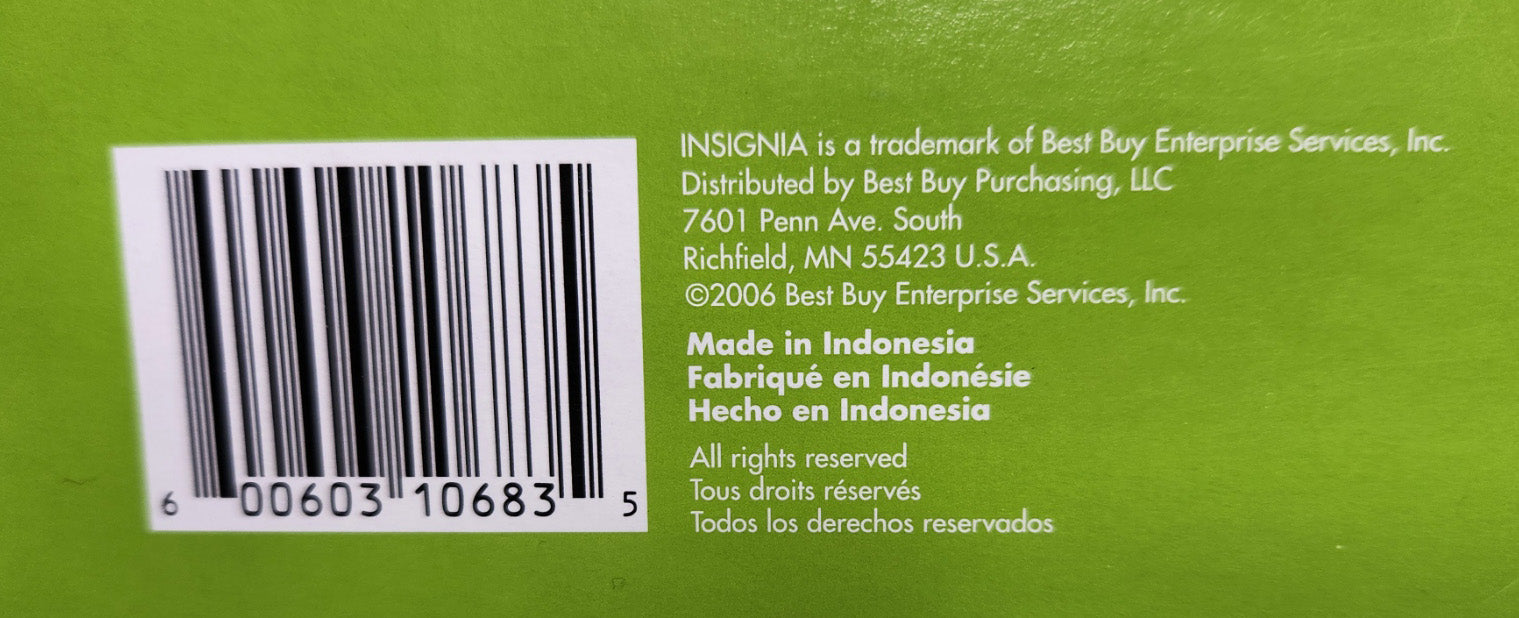 INSIGNIA is a trademark of Best Buy Enterprise Services, Inc.
Distributed by Best Buy Purchasing, LLC
7601 Penn Ave. South
Richfield, MN 55423 U.S.A.
©2006 Best Buy Enterprise Services, Inc.
Made in Indonesia
Fabriqué en Indonésie
Hecho en Indonesia
All rights reserved
Tous droits réservés
Todos los derechos reservados
6 00603 10683 5